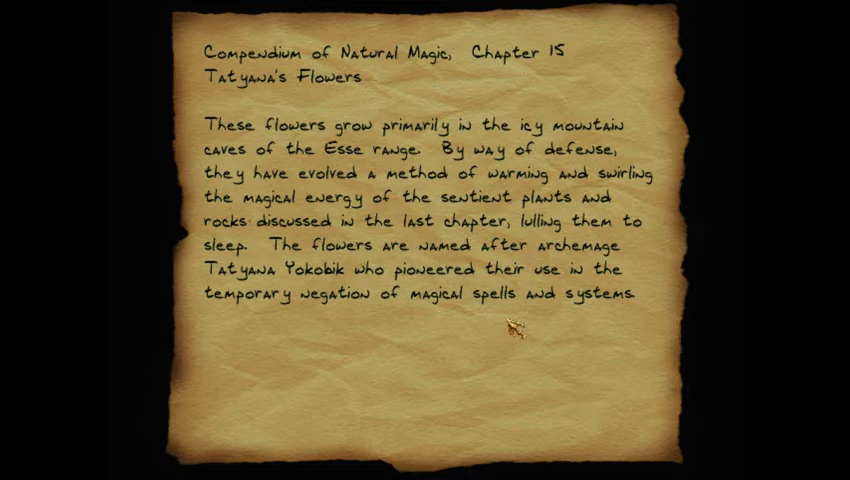 Compendium of Natural Magic, Chapter 15
Tatyana's Flowers
These flowers grow primarily in the icy mountain
caves of the Esse range. By way of defense,
they have evolved a method of warming and swirling
the magical energy of the sentient plants and
rocks discussed in the last chapter, lulling them to
sleep. The flowers are named after archemage
Tatyana Yokobik who pioneered their use in the
temporary negation of magical spells and systems.